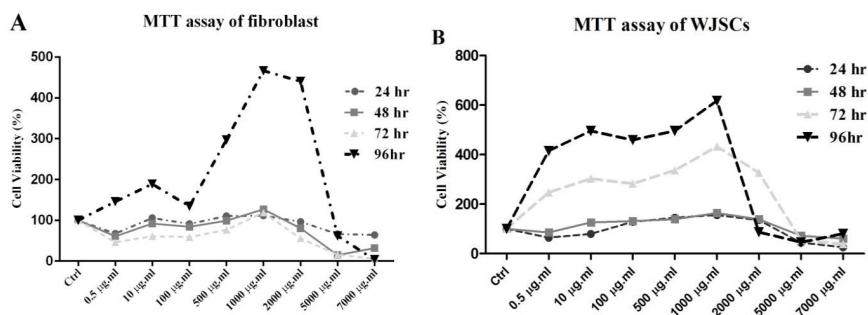 A
MTT assay of fibroblast
Cell Viability (%)
500
400
300
200
100
0
24 hr
48 hr
72 hr
96hr
Ctrl
0.5 µg.ml
10 µg.ml
100 µg.ml
500 µg.ml
1000 µg.ml
2000 µg.ml
5000 µg.ml
7000 µg.ml
B
MTT assay of WJSCs
Cell Viability (%)
800
600
400
200
0
24 hr
48 hr
72 hr
96 hr
Ctrl
0.5 µg.ml
10 µg.ml
100 µg.ml
500 µg.ml
1000 µg.ml
2000 µg.ml
5000 µg.ml
7000 µg.ml